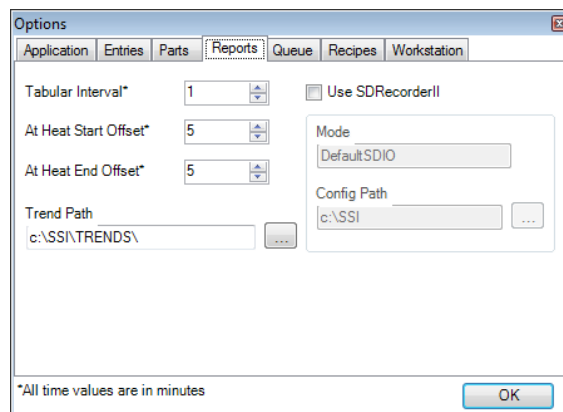 Options
Application Entries Parts Reports Queue Recipes Workstation
Tabular Interval* 1 Use SDRecorderII
At Heat Start Offset* 5 Mode
DefaultSDIO
At Heat End Offset* 5 Config Path
c:\SSI ...
Trend Path
c:\SSI\TRENDS\ ...
*All time values are in minutes OK